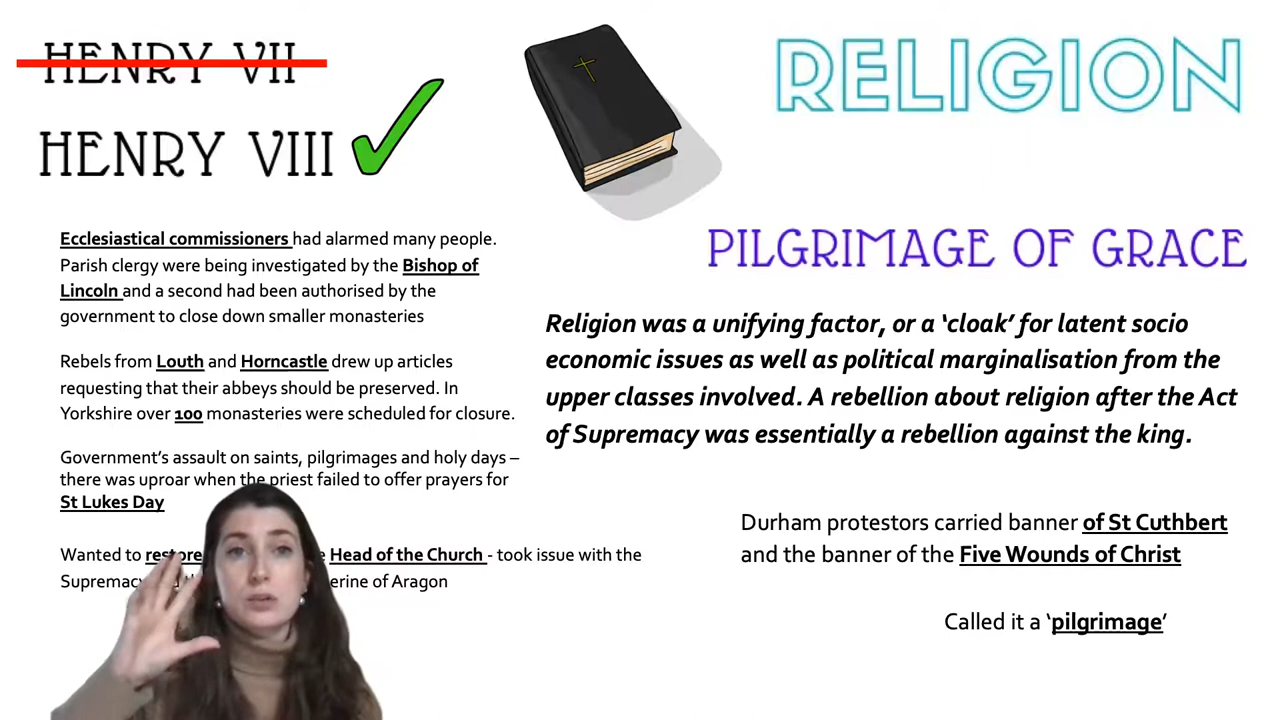 HENRY VII
HENRY VIII
RELIGION
PILGRIMAGE OF GRACE
Ecclesiastical commissioners had alarmed many people.
Parish clergy were being investigated by the Bishop of
Lincoln and a second had been authorised by the
government to close down smaller monasteries
Rebels from Louth and Horncastle drew up articles
requesting that their abbeys should be preserved. In
Yorkshire over 100 monasteries were scheduled for closure.
Government's assault on saints, pilgrimages and holy days –
there was uproar when the priest failed to offer prayers for
St Lukes Day
Wanted to restore Head of the Church - took issue with the
Supremacy of Aragon
Religion was a unifying factor, or a 'cloak' for latent socio
economic issues as well as political marginalisation from the
upper classes involved. A rebellion about religion after the Act
of Supremacy was essentially a rebellion against the king.
Durham protestors carried banner of St Cuthbert
and the banner of the Five Wounds of Christ
Called it a 'pilgrimage'